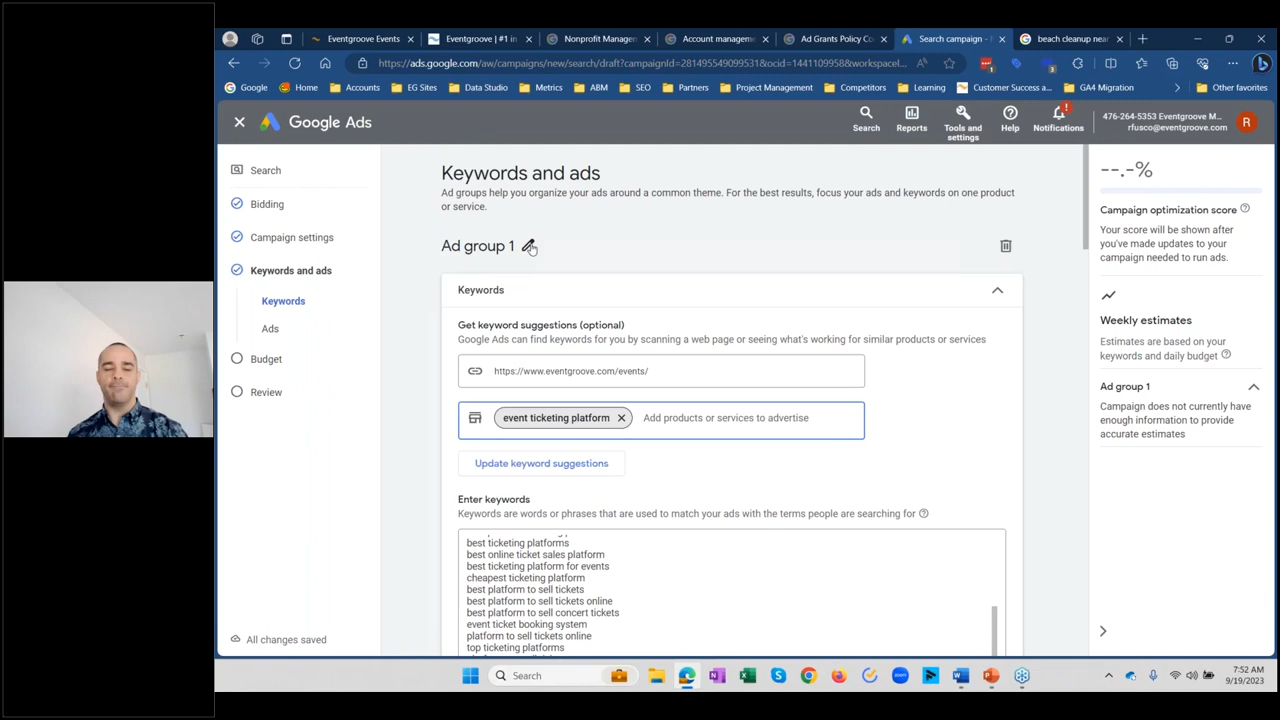 Eventgroove Events
Eventgroove | #1 in
Nonprofit Manage
Account managem
Ad Grants Policy Co
Search campaign -
beach cleanup near
https://ads.google.com/aw/campaigns/new/search/draft?campaignId=281495549099531&ocid=1441109958&workspacel...
Google
Home
Accounts
EG Sites
Data Studio
Metrics
ABM
SEO
Partners
Project Management
Competitors
Learning
Customer Success a...
GA4 Migration
Other favorites
Google Ads
Search
Reports
Tools and
settings
Help
Notifications
476-264-5353 Eventgroove M...
rfusco@eventgroove.com
R
Search
Bidding
Campaign settings
Keywords and ads
Keywords
Ads
Budget
Review
All changes saved
Keywords and ads
Ad groups help you organize your ads around a common theme. For the best results, focus your ads and keywords on one product
or service.
Ad group 1
Keywords
Get keyword suggestions (optional)
Google Ads can find keywords for you by scanning a web page or seeing what's working for similar products or services
https://www.eventgroove.com/events/
event ticketing platform
Add products or services to advertise
Update keyword suggestions
Enter keywords
Keywords are words or phrases that are used to match your ads with the terms people are searching for
best ticketing platforms
best online ticket sales platform
best ticketing platform for events
cheapest ticketing platform
best platform to sell tickets
best platform to sell tickets online
best platform to sell concert tickets
event ticket booking system
platform to sell tickets online
top ticketing platforms
--.-%
Campaign optimization score
Your score will be shown after
you've made updates to your
campaign needed to run ads.
Weekly estimates
Estimates are based on your
keywords and daily budget
Ad group 1
Campaign does not currently have
enough information to provide
accurate estimates
Search
7:52 AM
9/19/2023